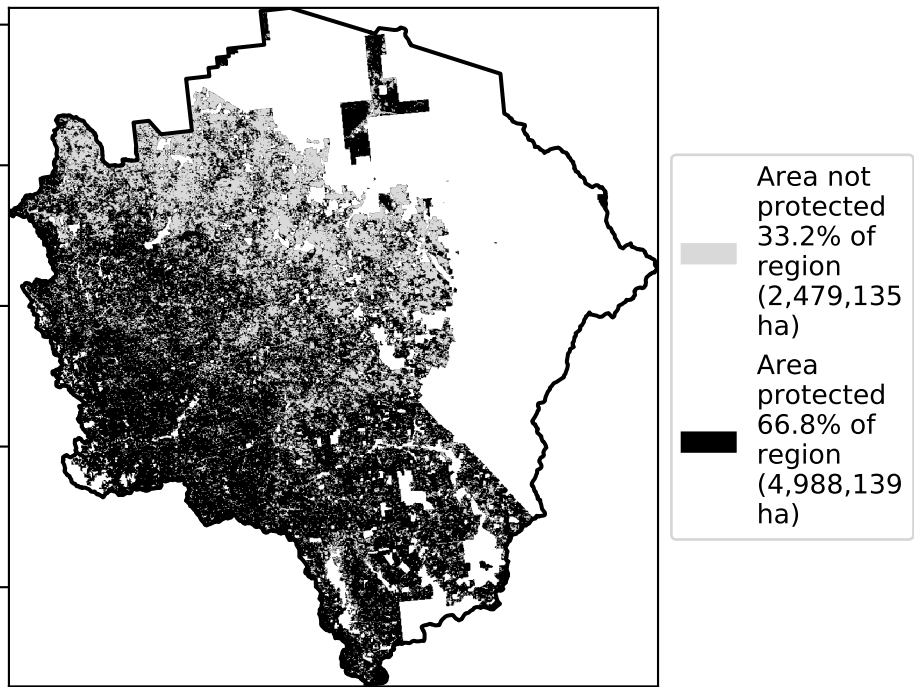 Area not
protected
33.2% of
region
(2,479,135
ha)
Area
protected
66.8% of
region
(4,988,139
ha)